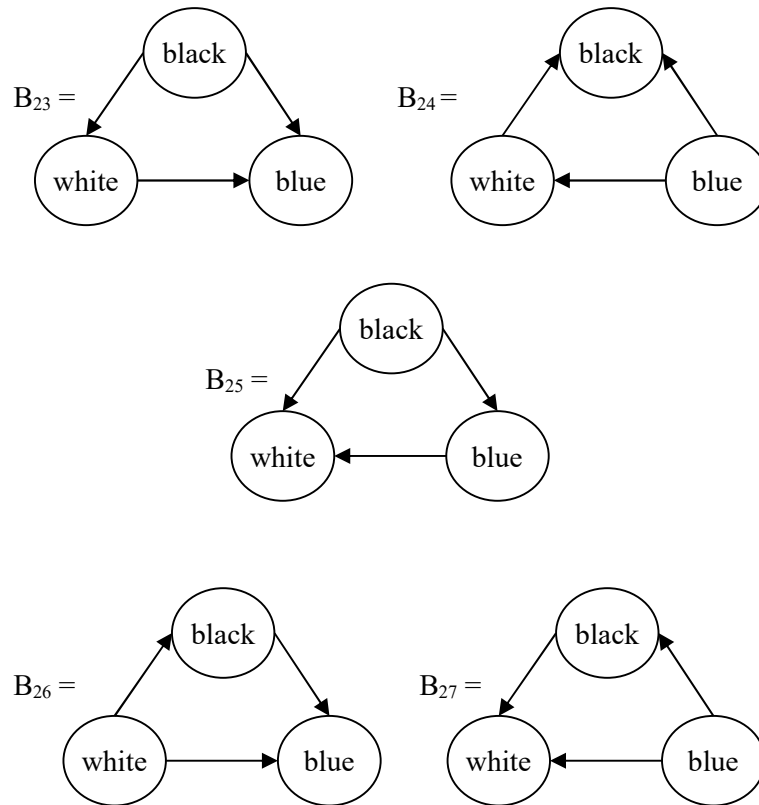 black black
B₂₃ = B₂₄ =
white blue white blue
black
B₂₅ =
white blue
black black
B₂₆ = B₂₇ =
white blue white blue